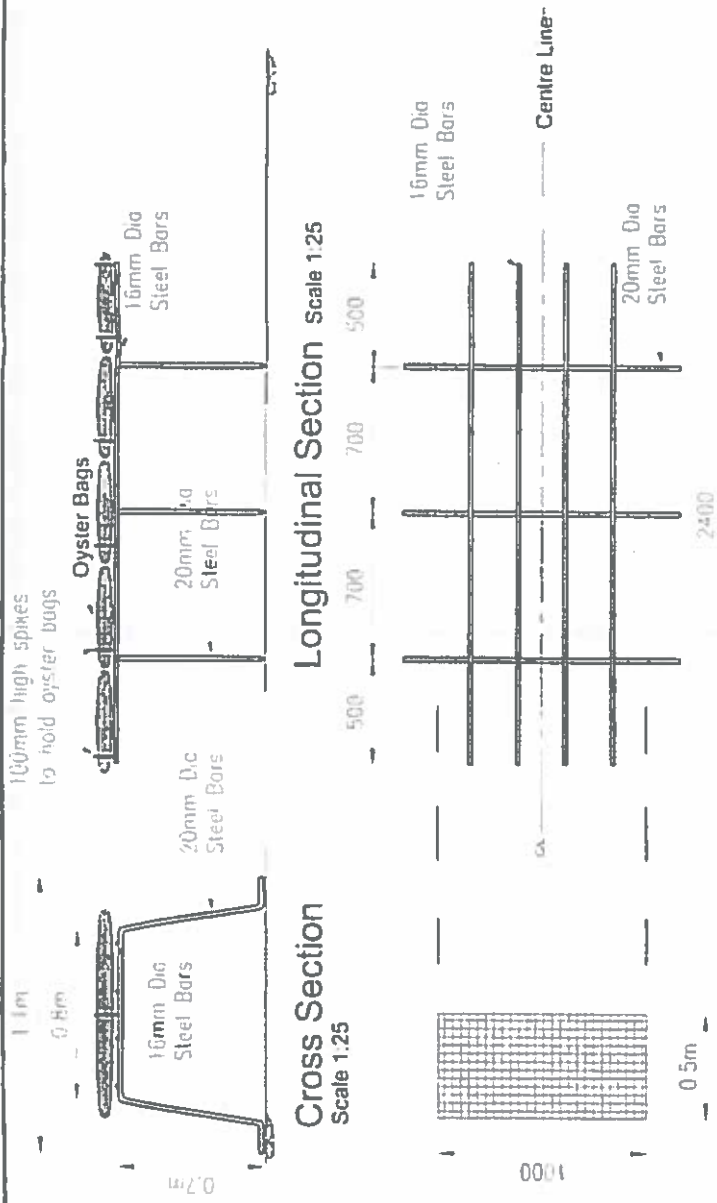 100mm high spikes
to hold oyster bags
Oyster Bags
16mm Dia
Steel Bars
20mm
Steel Bars
Longitudinal Section Scale 1:25
1.1m
0.8m
16mm Dia
Steel Bars
20mm Dia
Steel Bars
0.7m
Cross Section
Scale 1:25
500
700
700
500
16mm Dia
Steel Bars
Centre Line
20mm Dia
Steel Bars
2400
1000
0.5m